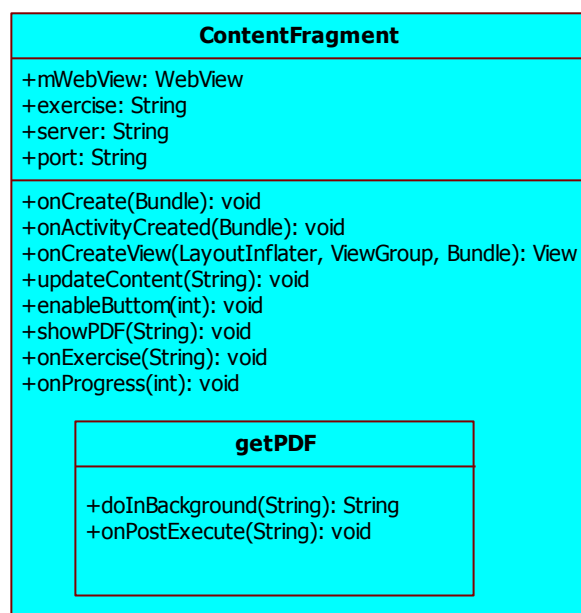 ContentFragment
+mWebView: WebView
+exercise: String
+server: String
+port: String
+onCreate(Bundle): void
+onActivityCreated(Bundle): void
+onCreateView(LayoutInflater, ViewGroup, Bundle): View
+updateContent(String): void
+enableButtom(int): void
+showPDF(String): void
+onExercise(String): void
+onProgress(int): void
getPDF
+doInBackground(String): String
+onPostExecute(String): void